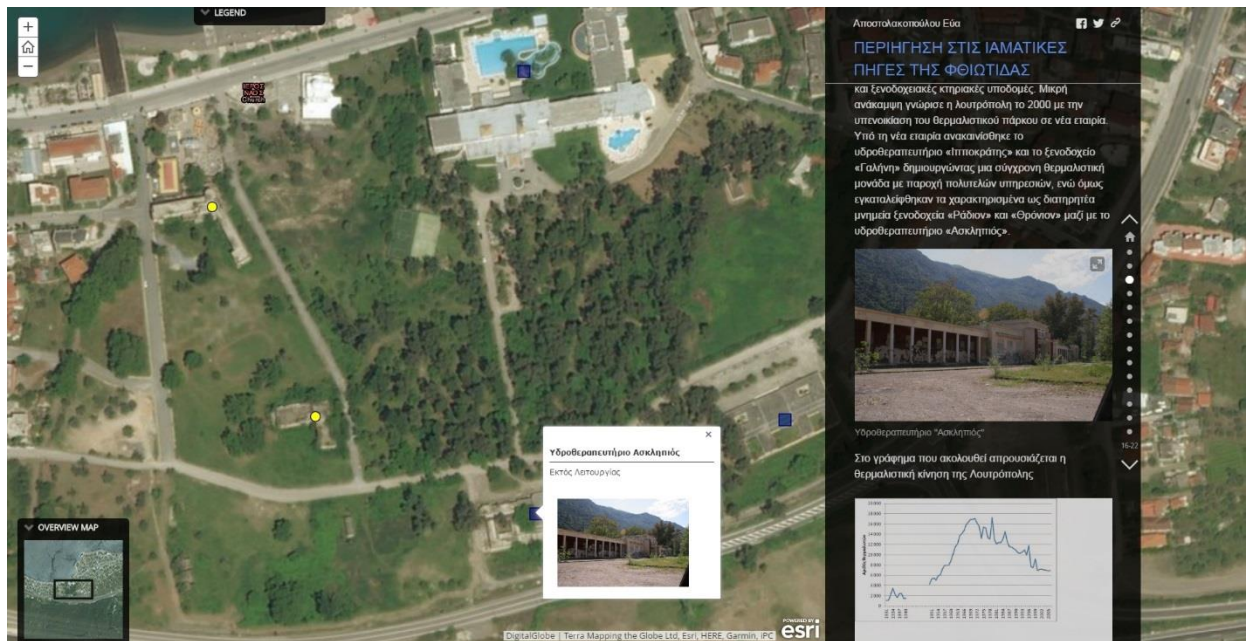 LEGEND
+
−
Αποστολακοπούλου Εύα
ΠΕΡΙΗΓΗΣΗ ΣΤΙΣ ΙΑΜΑΤΙΚΕΣ
ΠΗΓΕΣ ΤΗΣ ΦΘΙΩΤΙΔΑΣ
και ξενοδοχειακές κτηριακές υποδομές. Μικρή
ανάκαμψη γνώρισε η λουτρόπολη το 2000 με την
υπενοικίαση του θερμαλιστικού πάρκου σε νέα εταιρία.
Υπό τη νέα εταιρία ανακαινίσθηκε το
υδροθεραπευτήριο «Ιπποκράτης» και το ξενοδοχείο
«Γαλήνη» δημιουργώντας μια σύγχρονη θερμαλιστική
μονάδα με παροχή πολυτελών υπηρεσιών, ενώ όμως
εγκαταλείφθηκαν τα χαρακτηρισμένα ως διατηρητέα
μνημεία ξενοδοχεία «Ράδιον» και «Θρόνιον» μαζί με το
υδροθεραπευτήριο «Ασκληπιός».
Υδροθεραπευτήριο "Ασκληπιός"
16-22
Στο γράφημα που ακολουθεί απρουσιάζεται η
θερμαλιστική κίνηση της Λουτρόπολης
Υδροθεραπευτήριο Ασκληπιός
Εκτός Λειτουργίας
OVERVIEW MAP
DigitalGlobe | Terra Mapping the Globe Ltd, Esri, HERE, Garmin, iPC
POWERED BY
esri